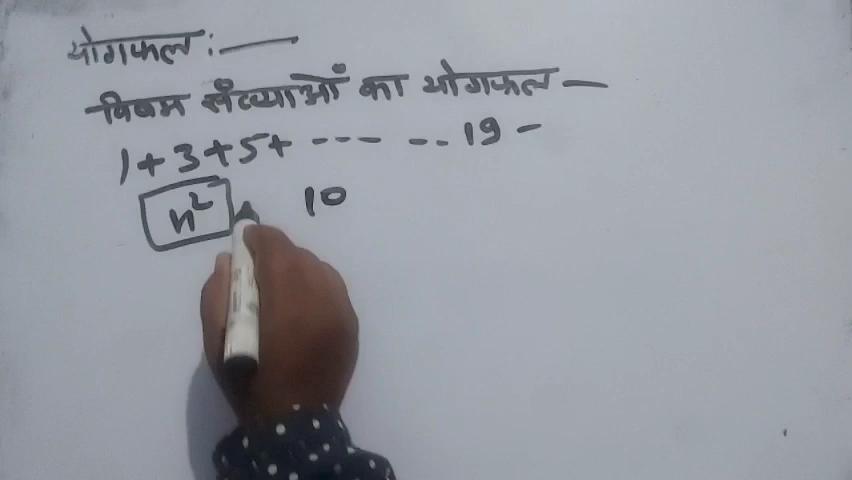 योगफल :—
विषम संख्याओं का योगफल —
1 + 3 + 5 + --- -- 19 -
n² 10